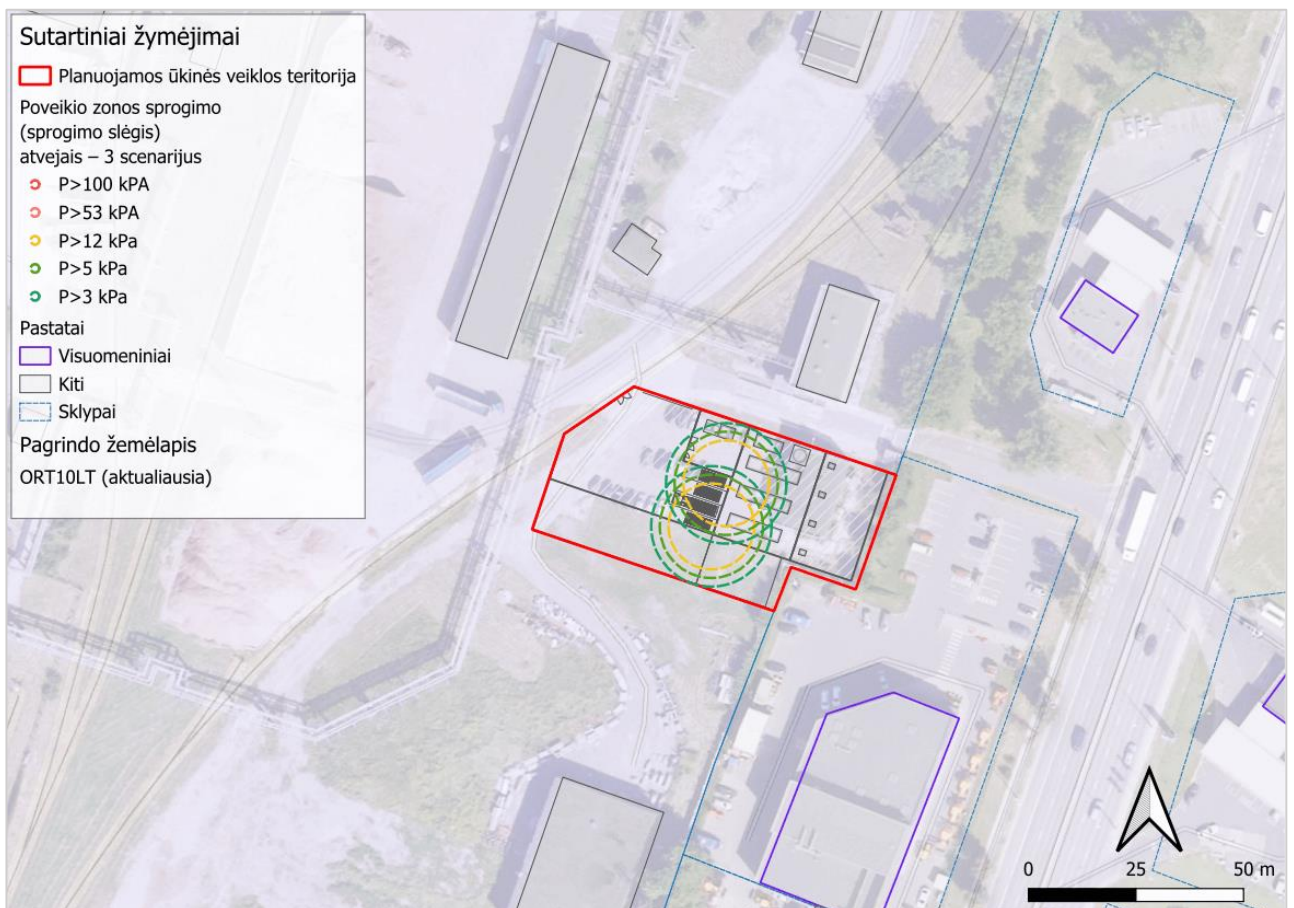 Sutartiniai žymėjimai
Planuojamos ūkinės veiklos teritorija
Poveikio zonos sprogimo
(sprogimo slėgis)
atvejais – 3 scenarijus
P>100 kPA
P>53 kPA
P>12 kPa
P>5 kPa
P>3 kPa
Pastatai
Visuomeniniai
Kiti
Sklypai
Pagrindo žemėlapis
ORT10LT (aktualiausia)
0 25 50 m